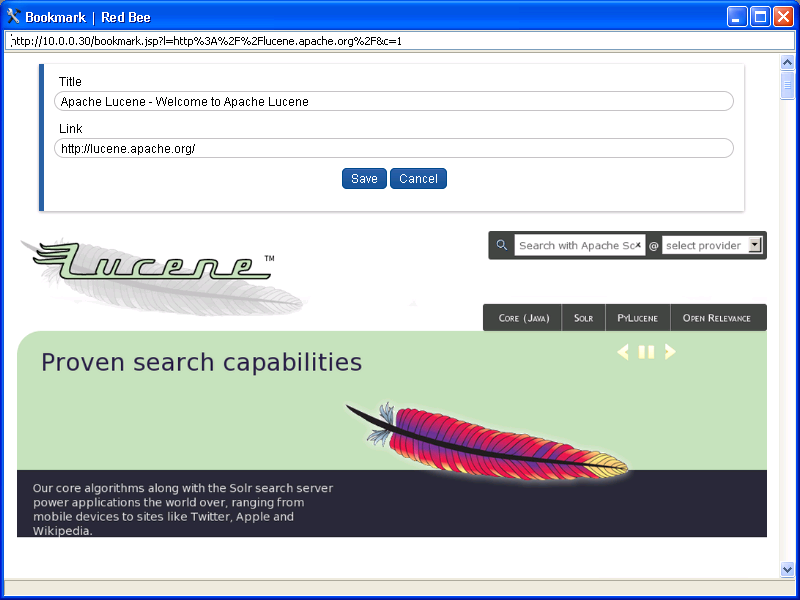 Bookmark | Red Bee
http://10.0.0.30/bookmark.jsp?l=http%3A%2F%2Flucene.apache.org%2F&c=1
Title
Apache Lucene - Welcome to Apache Lucene
Link
http://lucene.apache.org/
Save Cancel
Lucene™
Search with Apache So @ select provider
Core (Java) Solr PyLucene Open Relevance
Proven search capabilities
Our core algorithms along with the Solr search server
power applications the world over, ranging from
mobile devices to sites like Twitter, Apple and
Wikipedia.